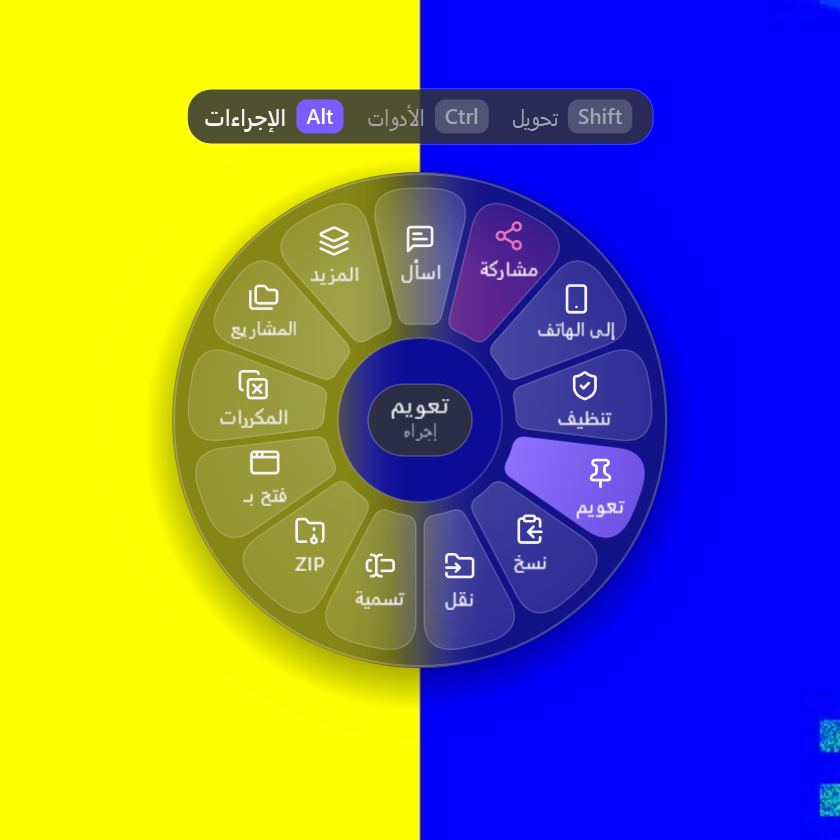 الإجراءات Alt الأدوات Ctrl تحويل Shift
اسأل
مشاركة
إلى الهاتف
تنظيف
تعويم
نسخ
نقل
تسمية
ZIP
فتح بـ
المكررات
المشاريع
المزيد
تعويم
إجراء